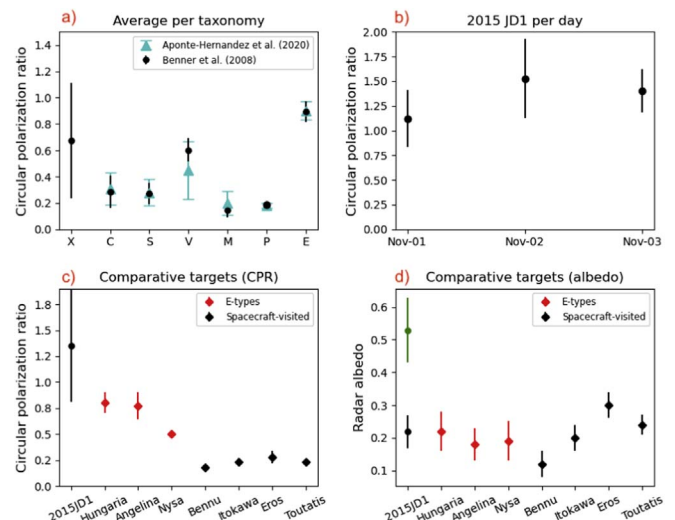 a)
Average per taxonomy
Circular polarization ratio
1.4
1.2
1.0
0.8
0.6
0.4
0.2
0.0
Aponte-Hernandez et al. (2020)
Benner et al. (2008)
X C S V M P E
b)
2015 JD1 per day
Circular polarization ratio
2.00
1.75
1.50
1.25
1.00
0.75
0.50
0.25
0.00
Nov-01 Nov-02 Nov-03
c)
Comparative targets (CPR)
Circular polarization ratio
1.8
1.5
1.2
1.0
0.8
0.5
0.2
0.0
E-types
Spacecraft-visited
2015JD1 Hungaria Angelina Nysa Bennu Itokawa Eros Toutatis
d)
Comparative targets (albedo)
Radar albedo
0.6
0.5
0.4
0.3
0.2
0.1
E-types
Spacecraft-visited
2015JD1 Hungaria Angelina Nysa Bennu Itokawa Eros Toutatis